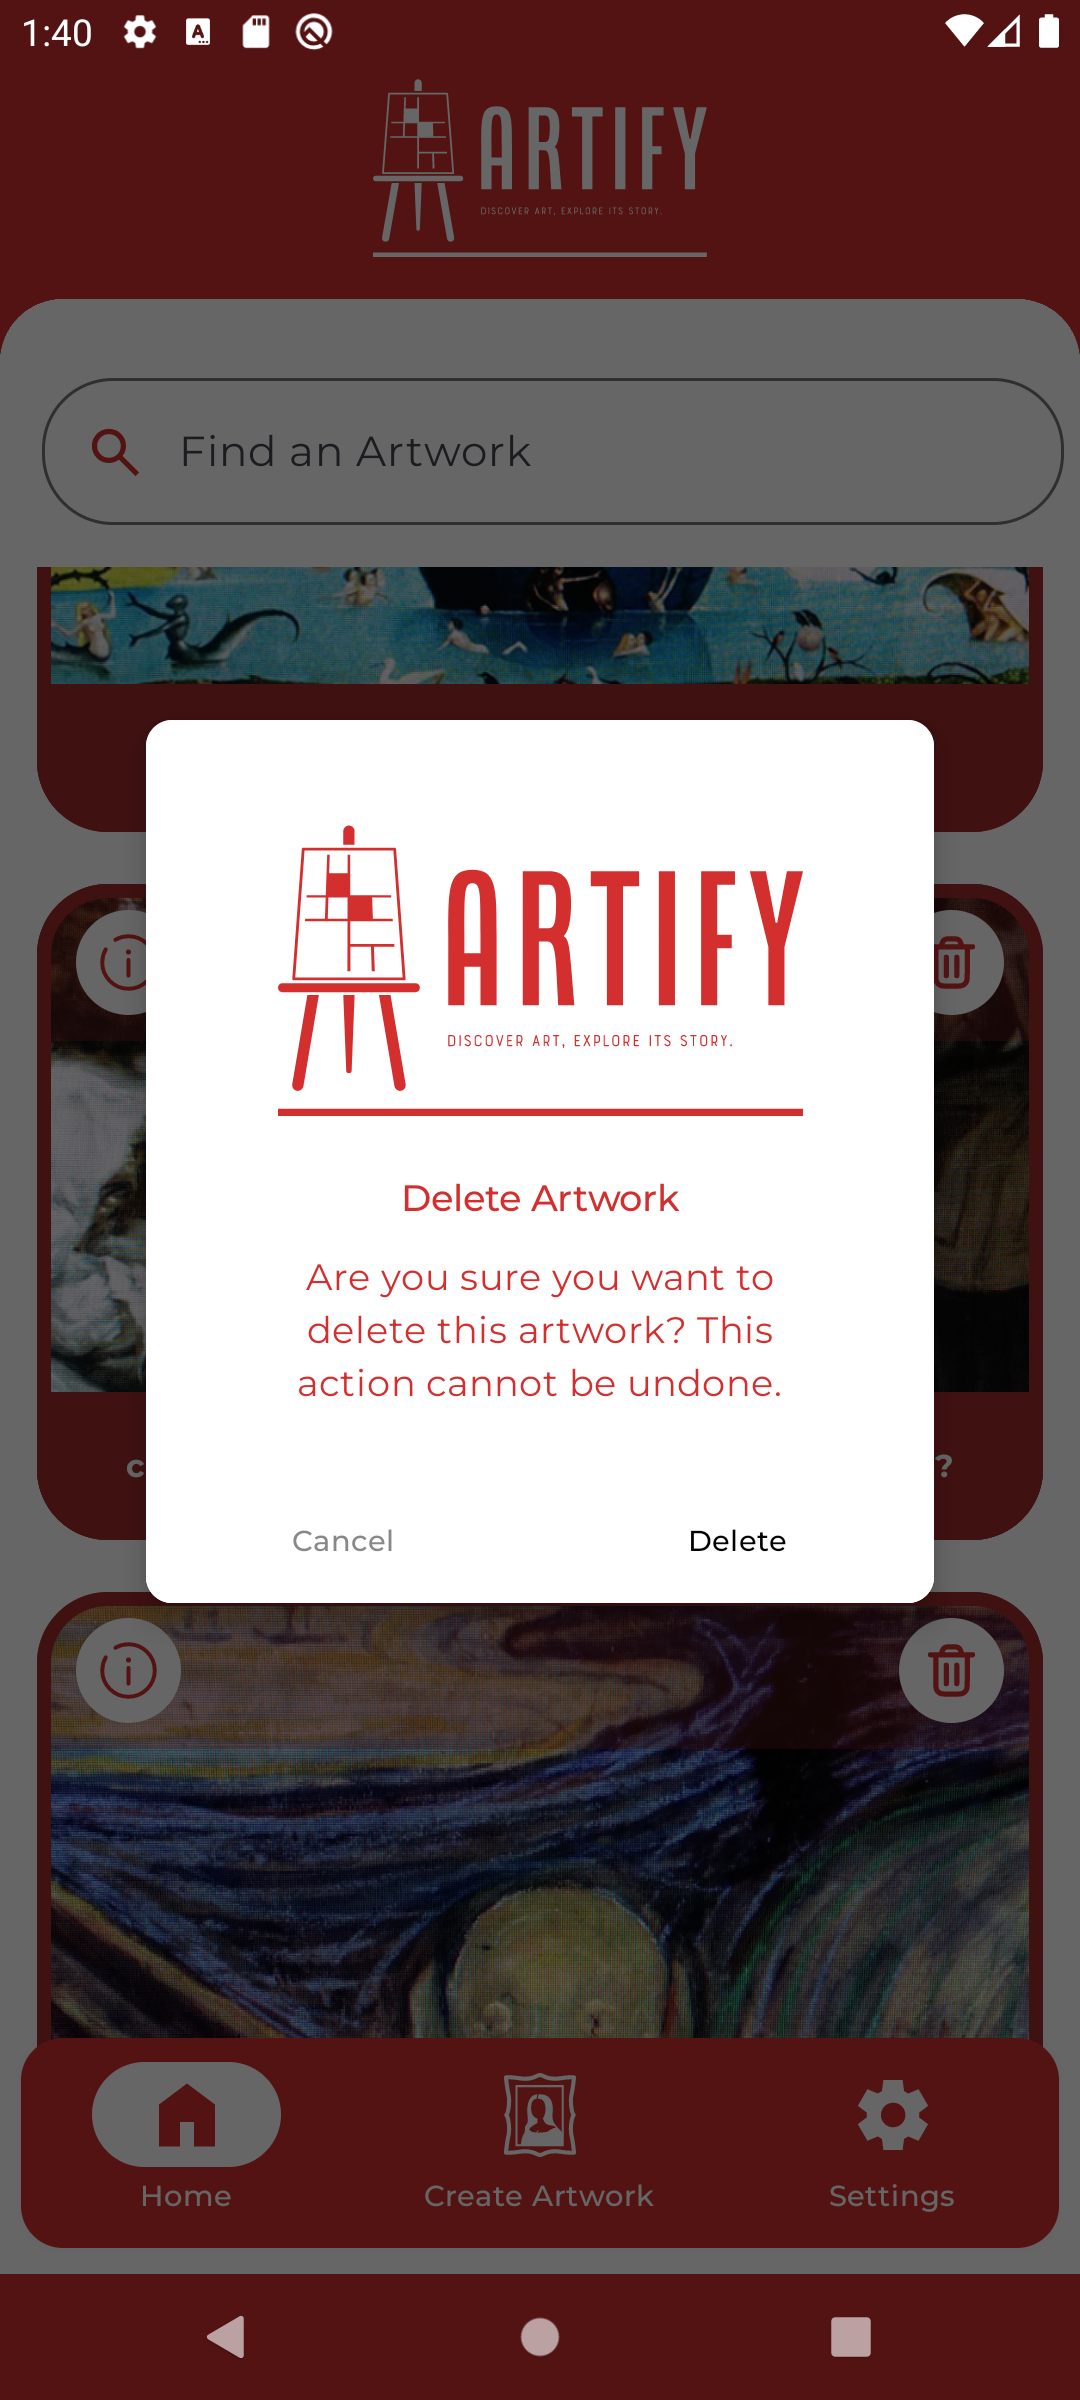 1:40
ARTIFY
DISCOVER ART, EXPLORE ITS STORY.
Find an Artwork
ARTIFY
DISCOVER ART, EXPLORE ITS STORY.
Delete Artwork
Are you sure you want to
delete this artwork? This
action cannot be undone.
?
Cancel
Delete
Home
Create Artwork
Settings